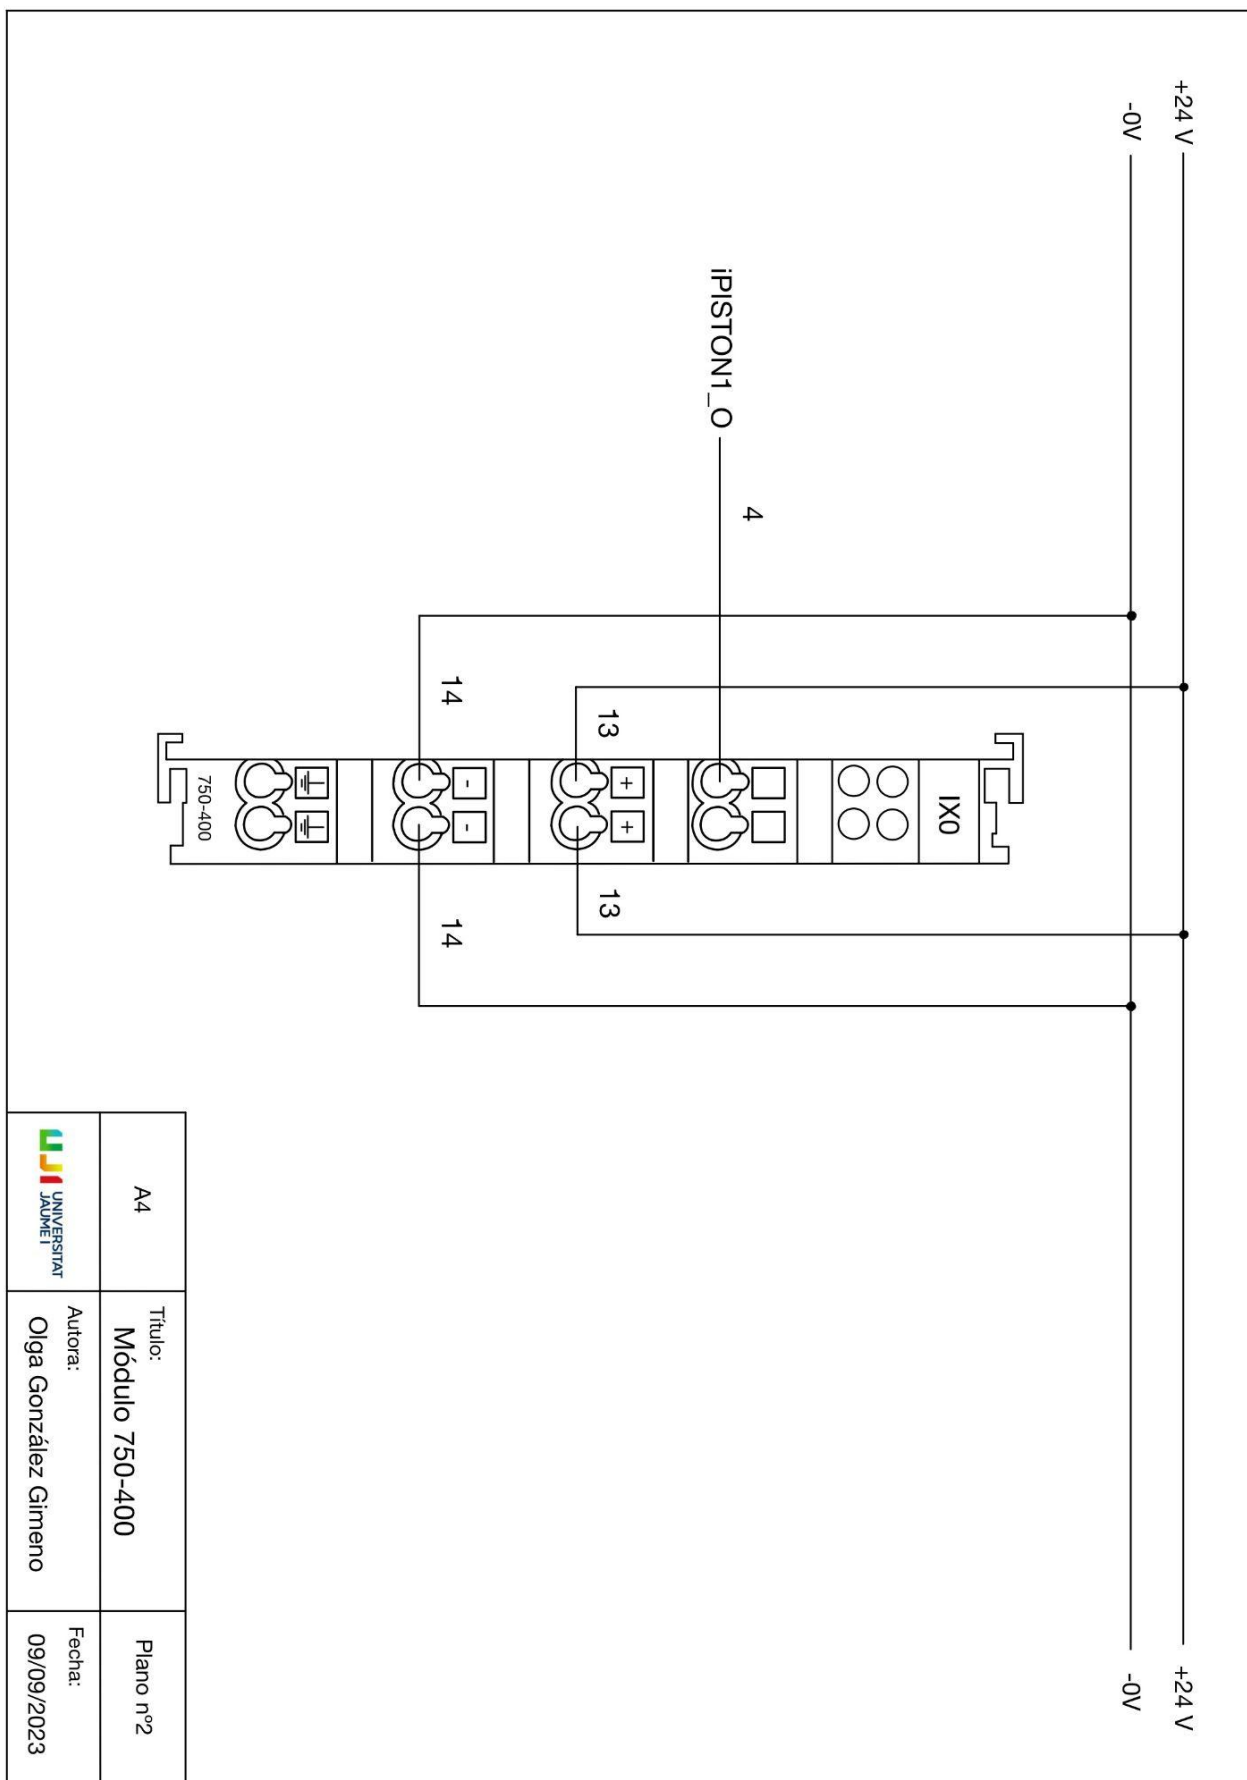 +24 V
+24 V
-0V
-0V
iPISTON1_O
4
14
13
13
14
IX0
+
+
-
-
750-400
A4
Título:
Módulo 750-400
Plano nº2
UJI UNIVERSITAT
JAUME I
Autora:
Olga González Gimeno
Fecha:
09/09/2023